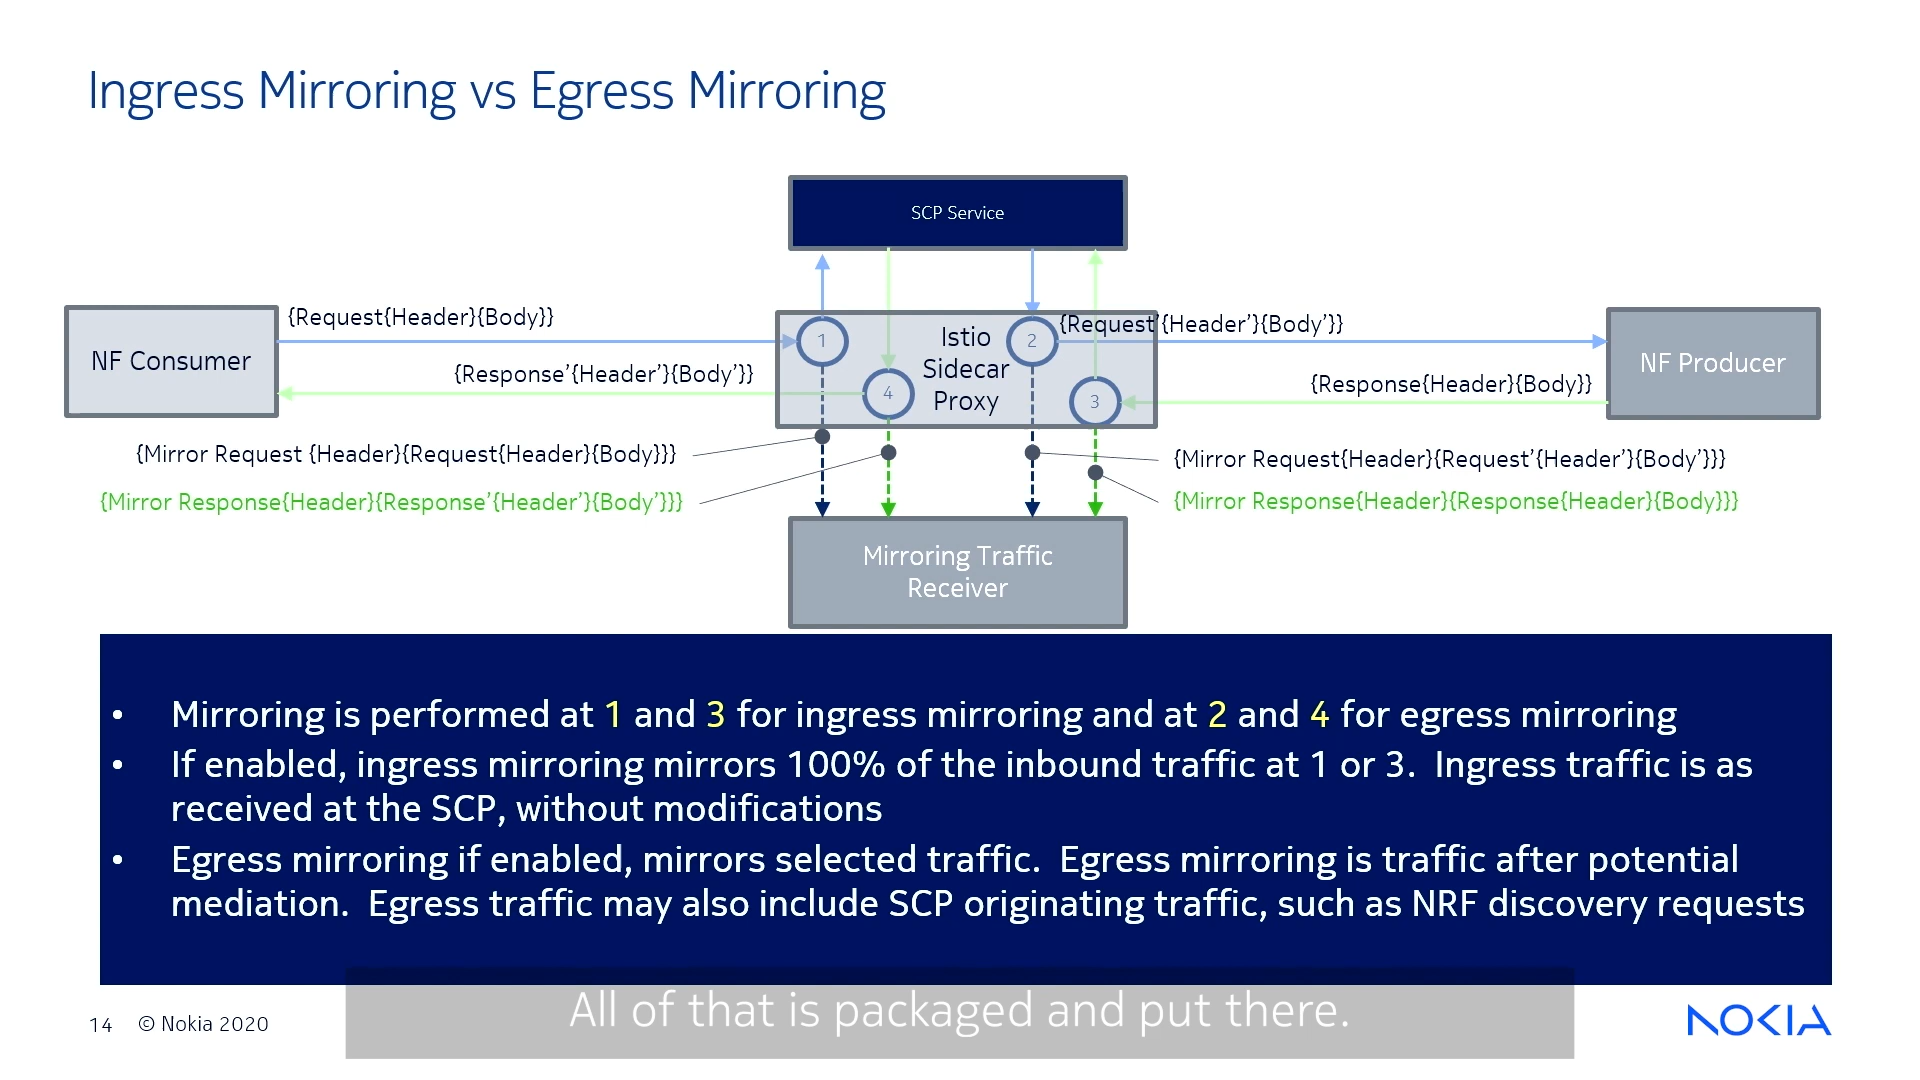 Ingress Mirroring vs Egress Mirroring
SCP Service
{Request{Header}{Body}}
{Request’{Header’}{Body’}}
NF Consumer
1
Istio
Sidecar
Proxy
2
NF Producer
{Response’{Header’}{Body’}}
4
3
{Response{Header}{Body}}
{Mirror Request {Header}{Request{Header}{Body}}}
{Mirror Request{Header}{Request’{Header’}{Body’}}}
{Mirror Response{Header}{Response’{Header’}{Body’}}}
{Mirror Response{Header}{Response{Header}{Body}}}
Mirroring Traffic
Receiver
• Mirroring is performed at 1 and 3 for ingress mirroring and at 2 and 4 for egress mirroring
• If enabled, ingress mirroring mirrors 100% of the inbound traffic at 1 or 3. Ingress traffic is as
received at the SCP, without modifications
• Egress mirroring if enabled, mirrors selected traffic. Egress mirroring is traffic after potential
mediation. Egress traffic may also include SCP originating traffic, such as NRF discovery requests
All of that is packaged and put there.
14 © Nokia 2020
NOKIA